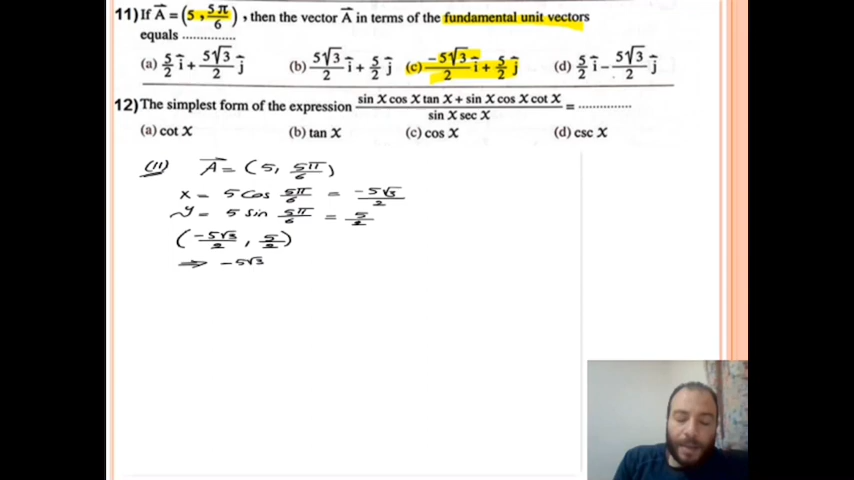 11) If A⃗ = (5 , 5π/6) , then the vector A⃗ in terms of the fundamental unit vectors
equals ..............
(a) 5/2 î + 5√3/2 ĵ (b) 5√3/2 î + 5/2 ĵ (c) -5√3/2 î + 5/2 ĵ (d) 5/2 î - 5√3/2 ĵ
12) The simplest form of the expression (sin X cos X tan X + sin X cos X cot X)/(sin X sec X) = ..............
(a) cot X (b) tan X (c) cos X (d) csc X
(11) A⃗ = (5, 5π/6)
x = 5 cos 5π/6 = -5√3/2
y = 5 sin 5π/6 = 5/2
(-5√3/2 , 5/2)
⇒ -5√3